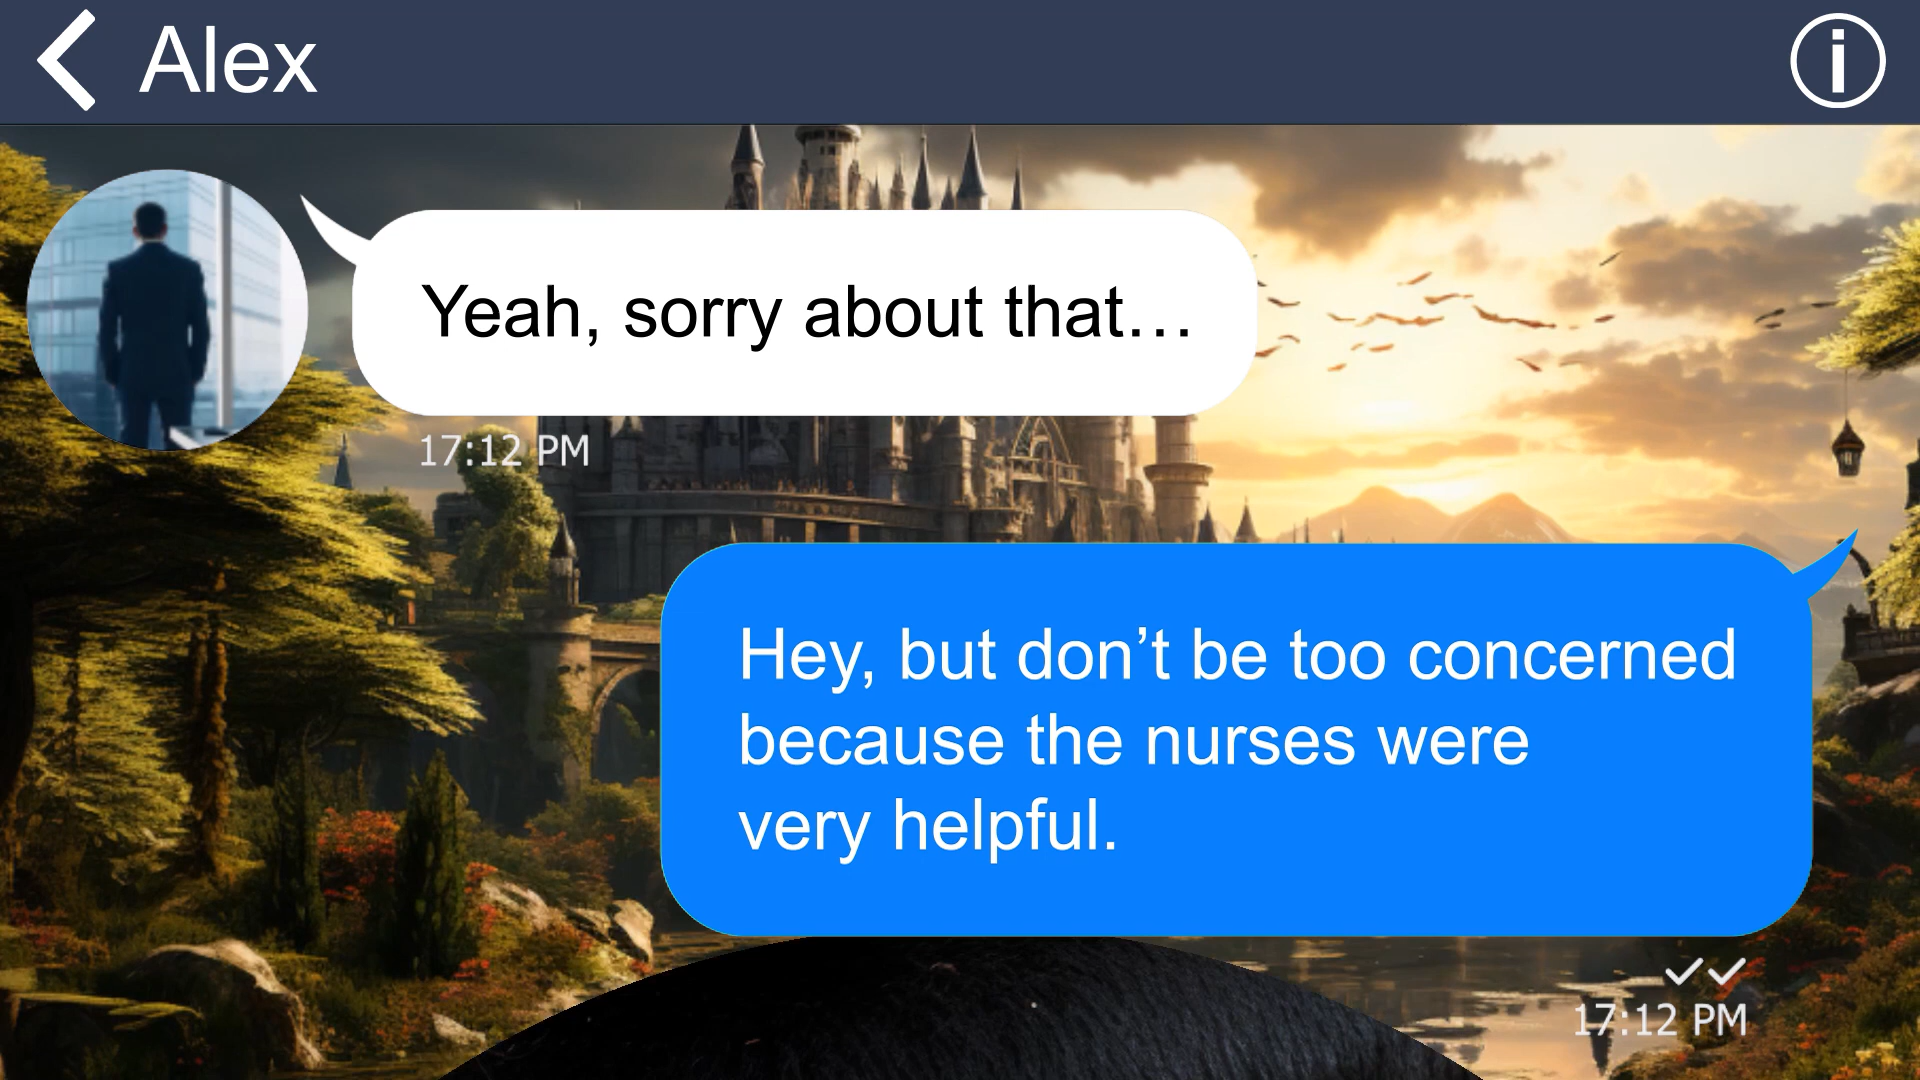 Alex
Yeah, sorry about that…
17:12 PM
Hey, but don’t be too concerned
because the nurses were
very helpful.
17:12 PM